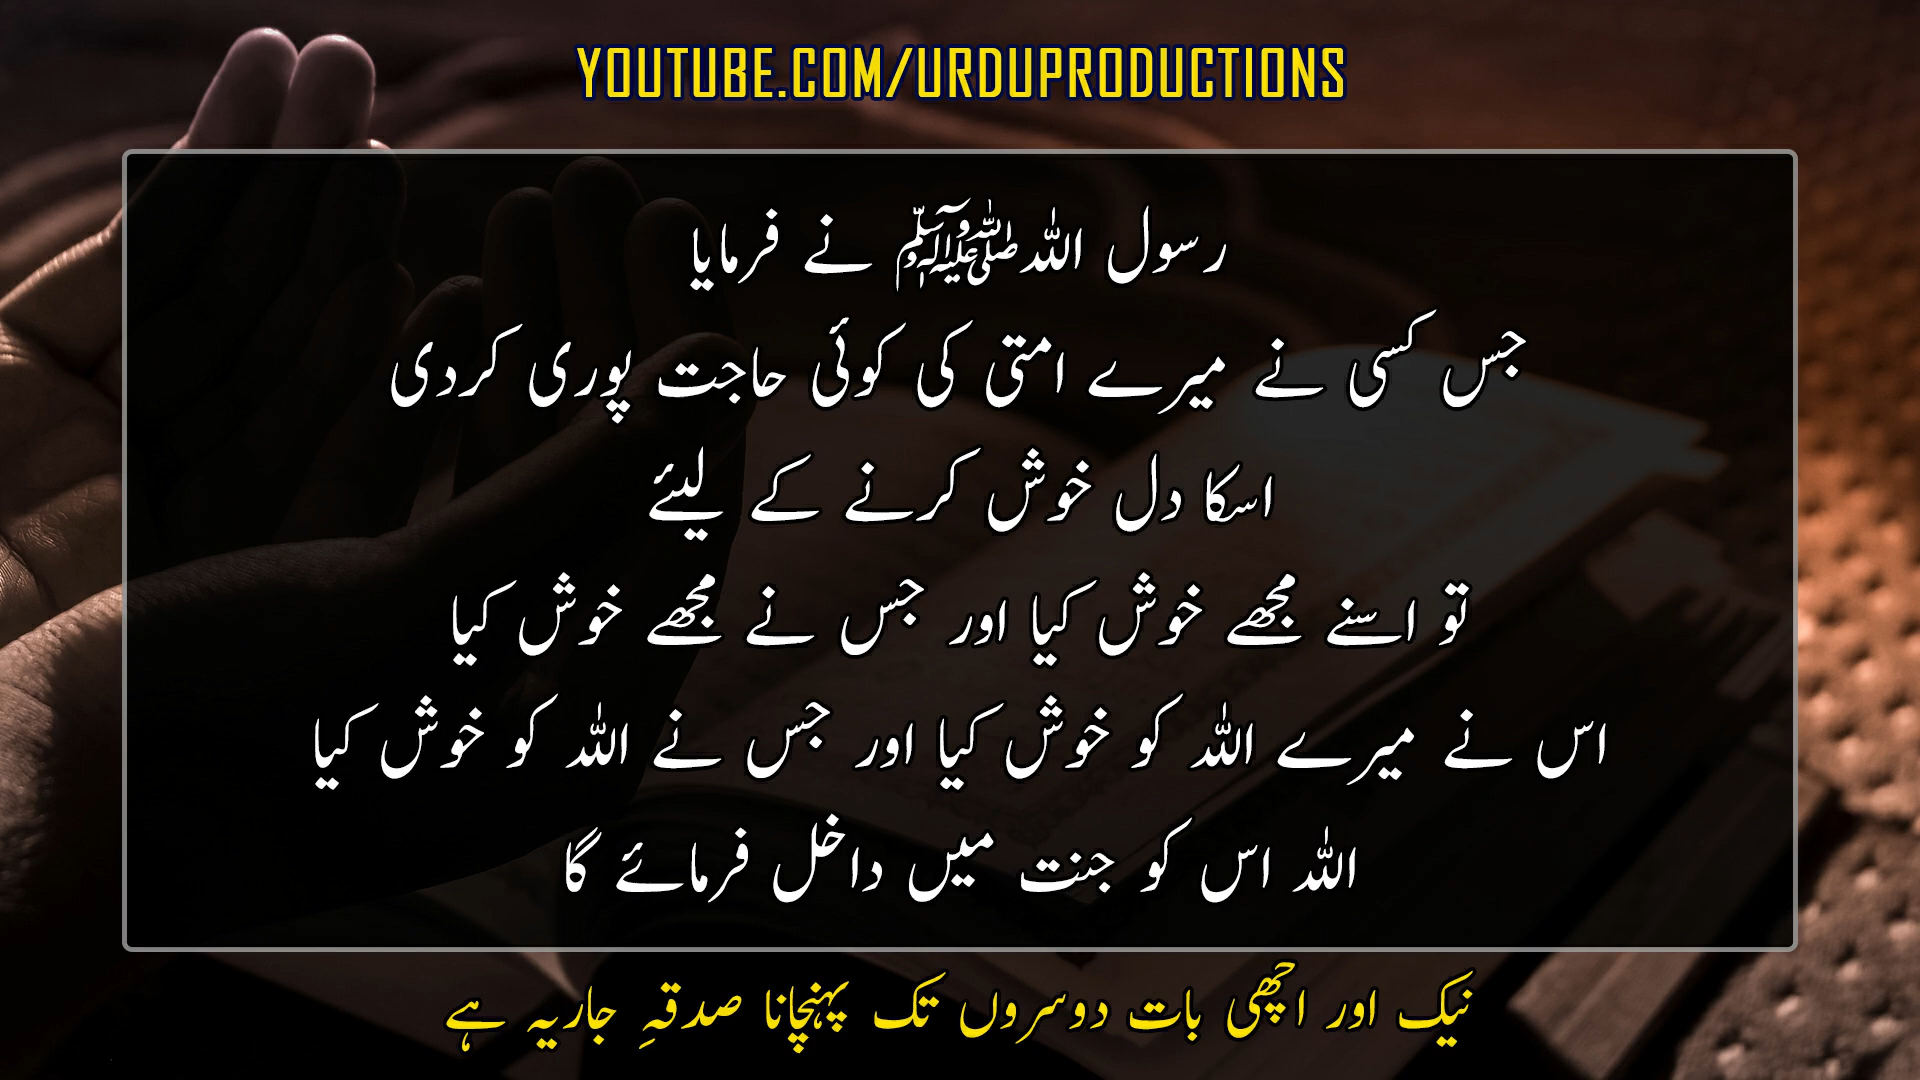 YOUTUBE.COM/URDUPRODUCTIONS
رسول اللہﷺ نے فرمایا
جس کسی نے میرے امتی کی کوئی حاجت پوری کردی
اسکا دل خوش کرنے کے لیئے
تو اسنے مجھے خوش کیا اور جس نے مجھے خوش کیا
اس نے میرے اللہ کو خوش کیا اور جس نے اللہ کو خوش کیا
اللہ اس کو جنت میں داخل فرمائے گا
نیک اور اچھی بات دوسروں تک پہنچانا صدقہِ جاریہ ہے